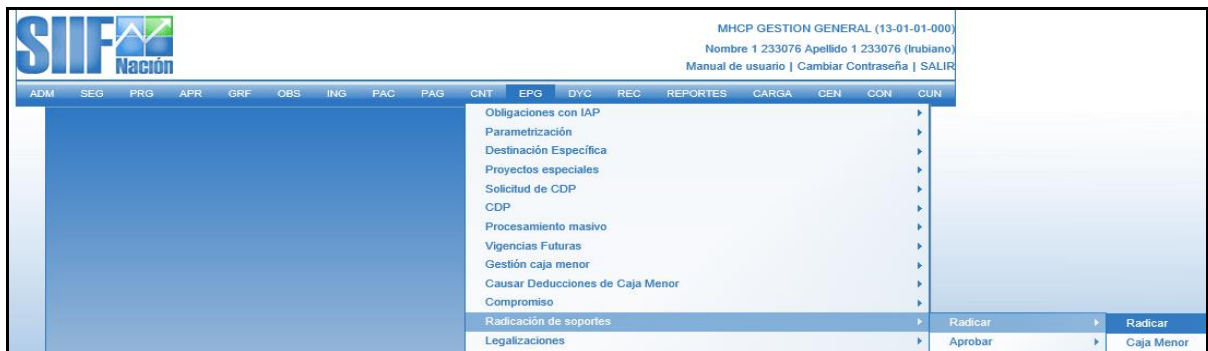 SIIF Nación
MHCP GESTION GENERAL (13-01-01-000)
Nombre 1 233076 Apellido 1 233076 (lrubiano)
Manual de usuario | Cambiar Contraseña | SALIR
ADM SEG PRG APR GRF OBS ING PAC PAG CNT EPG DYC REC REPORTES CARGA CEN CON CUN
Obligaciones con IAP
Parametrización
Destinación Específica
Proyectos especiales
Solicitud de CDP
CDP
Procesamiento masivo
Vigencias Futuras
Gestión caja menor
Causar Deducciones de Caja Menor
Compromiso
Radicación de soportes Radicar Radicar
Legalizaciones Aprobar Caja Menor